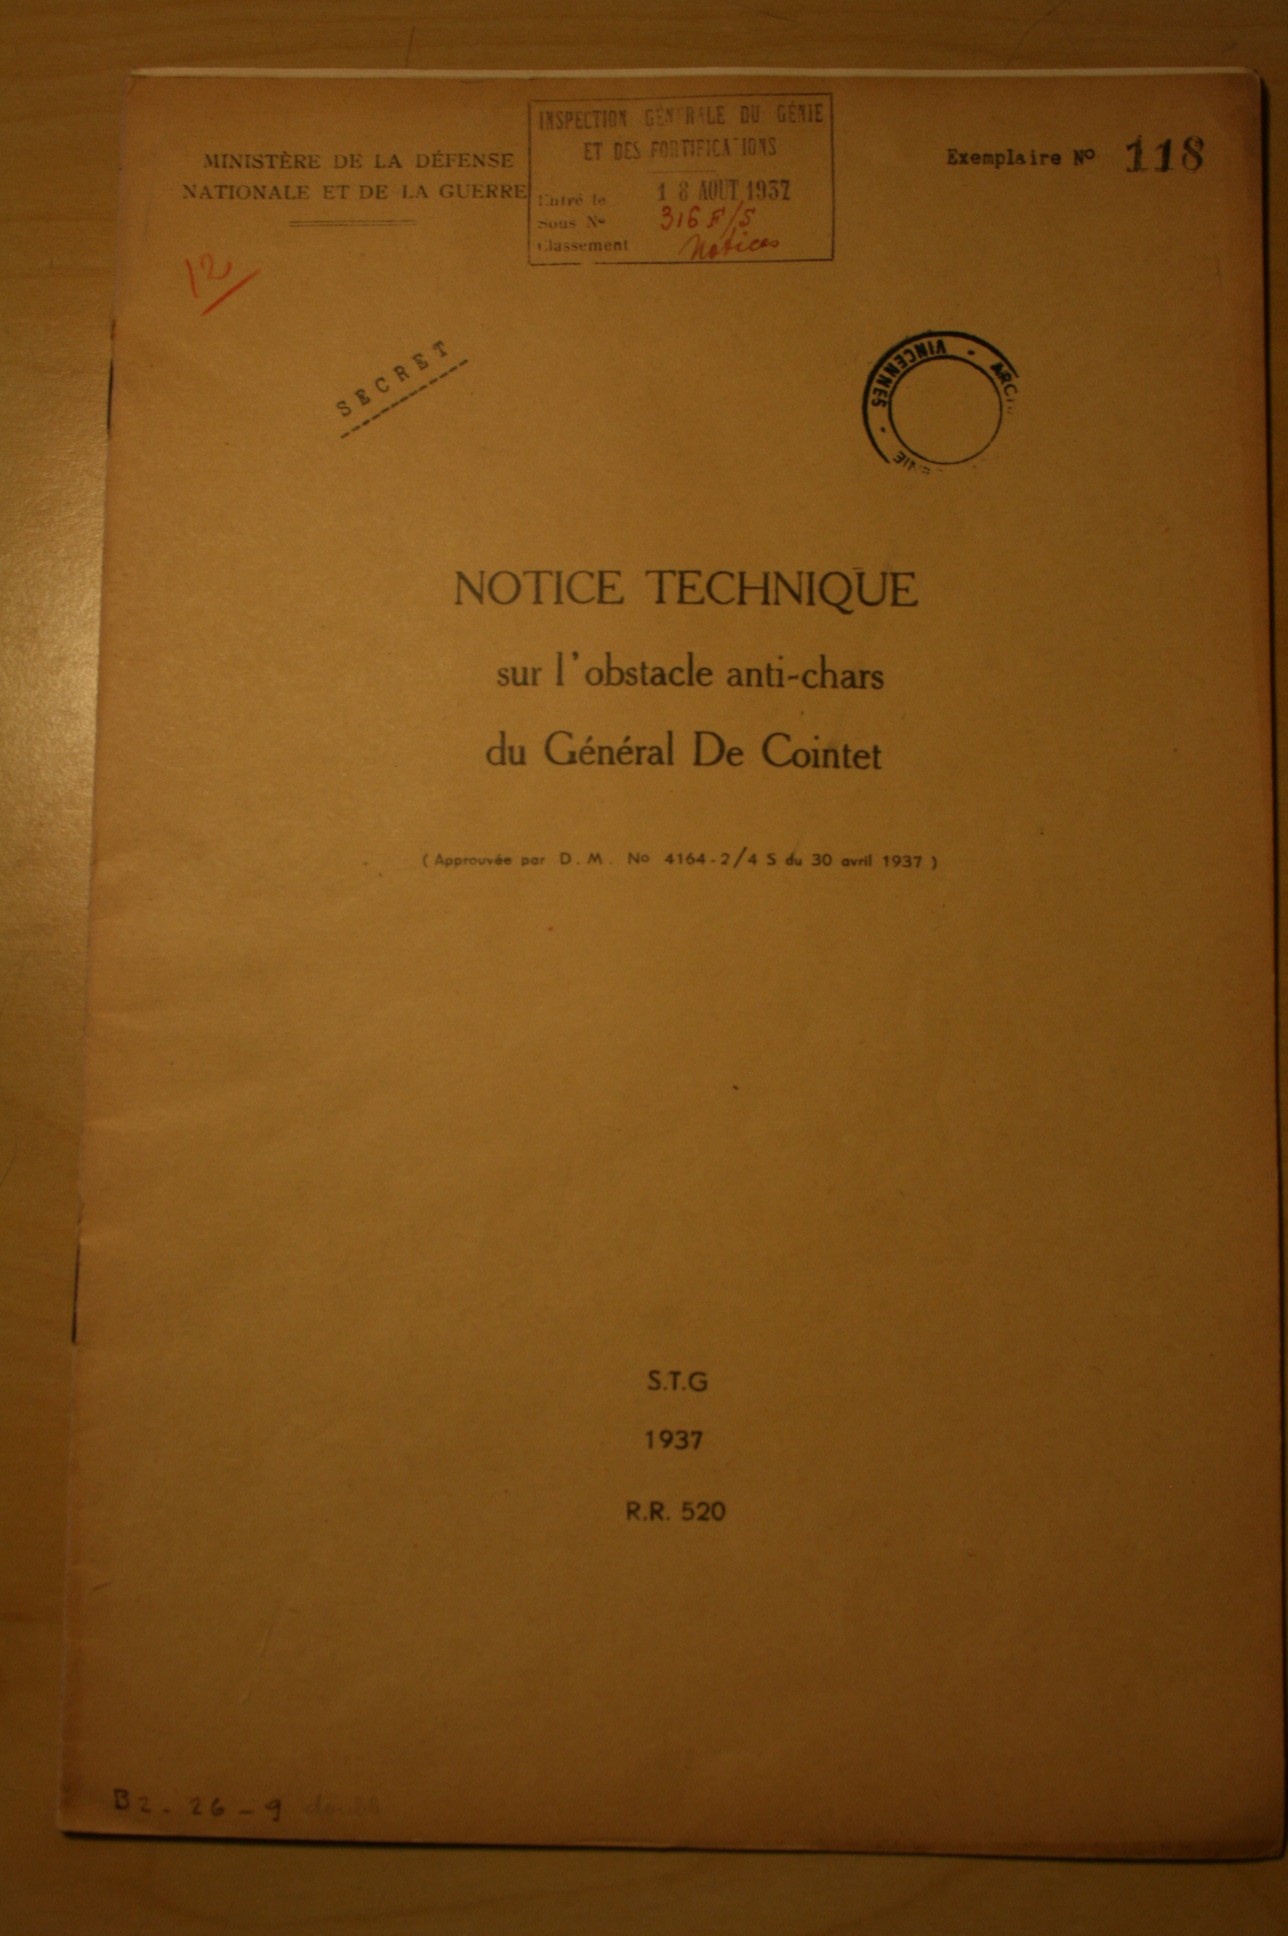 MINISTÈRE DE LA DÉFENSE
NATIONALE ET DE LA GUERRE
INSPECTION GÉNÉRALE DU GÉNIE
ET DES FORTIFICATIONS
Entré le 18 AOUT 1937
Sous Nº 316 F/S
Classement Notices
Exemplaire Nº 118
12
SECRET
VINCENNES
NOTICE TECHNIQUE
sur l'obstacle anti-chars
du Général De Cointet
( Approuvée par D. M. No 4164-2/4 S du 30 avril 1937 )
S.T.G
1937
R.R. 520
B2 - 26 - 9